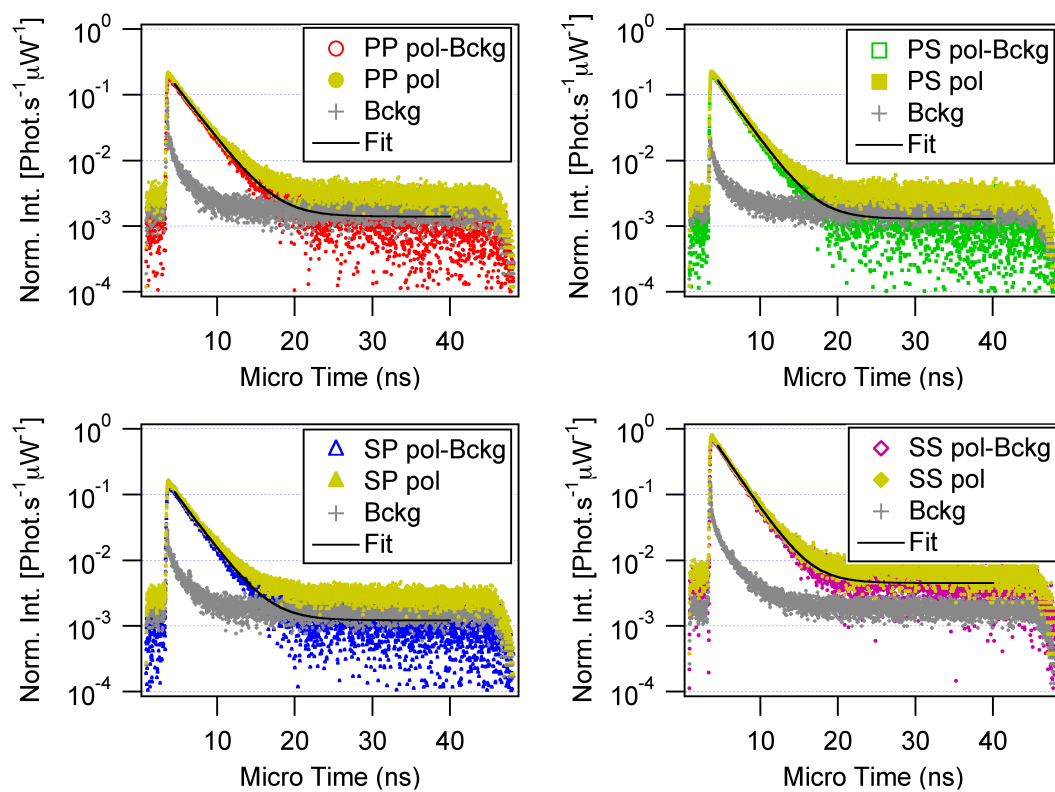 Norm. Int. [Phot.s⁻¹μW⁻¹]
10⁰
10⁻¹
10⁻²
10⁻³
10⁻⁴
PP pol-Bckg
PP pol
Bckg
Fit
10 20 30 40
Micro Time (ns)
Norm. Int. [Phot.s⁻¹μW⁻¹]
10⁰
10⁻¹
10⁻²
10⁻³
10⁻⁴
PS pol-Bckg
PS pol
Bckg
Fit
10 20 30 40
Micro Time (ns)
Norm. Int. [Phot.s⁻¹μW⁻¹]
10⁰
10⁻¹
10⁻²
10⁻³
10⁻⁴
SP pol-Bckg
SP pol
Bckg
Fit
10 20 30 40
Micro Time (ns)
Norm. Int. [Phot.s⁻¹μW⁻¹]
10⁰
10⁻¹
10⁻²
10⁻³
10⁻⁴
SS pol-Bckg
SS pol
Bckg
Fit
10 20 30 40
Micro Time (ns)